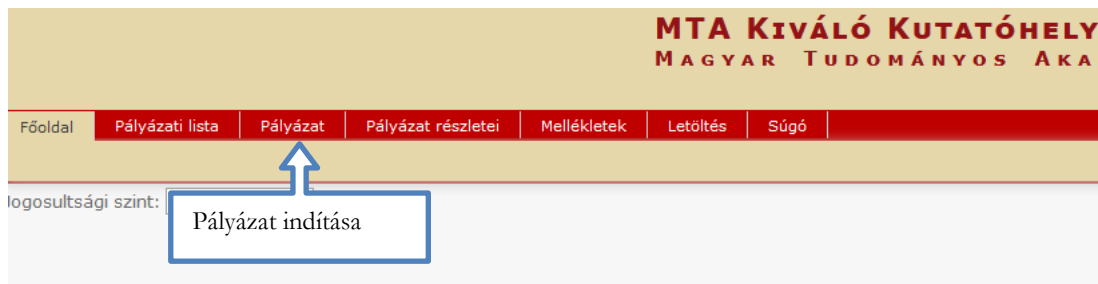 MTA KIVÁLÓ KUTATÓHELY
MAGYAR TUDOMÁNYOS AKA
Főoldal Pályázati lista Pályázat Pályázat részletei Mellékletek Letöltés Súgó
Jogosultsági szint:
Pályázat indítása